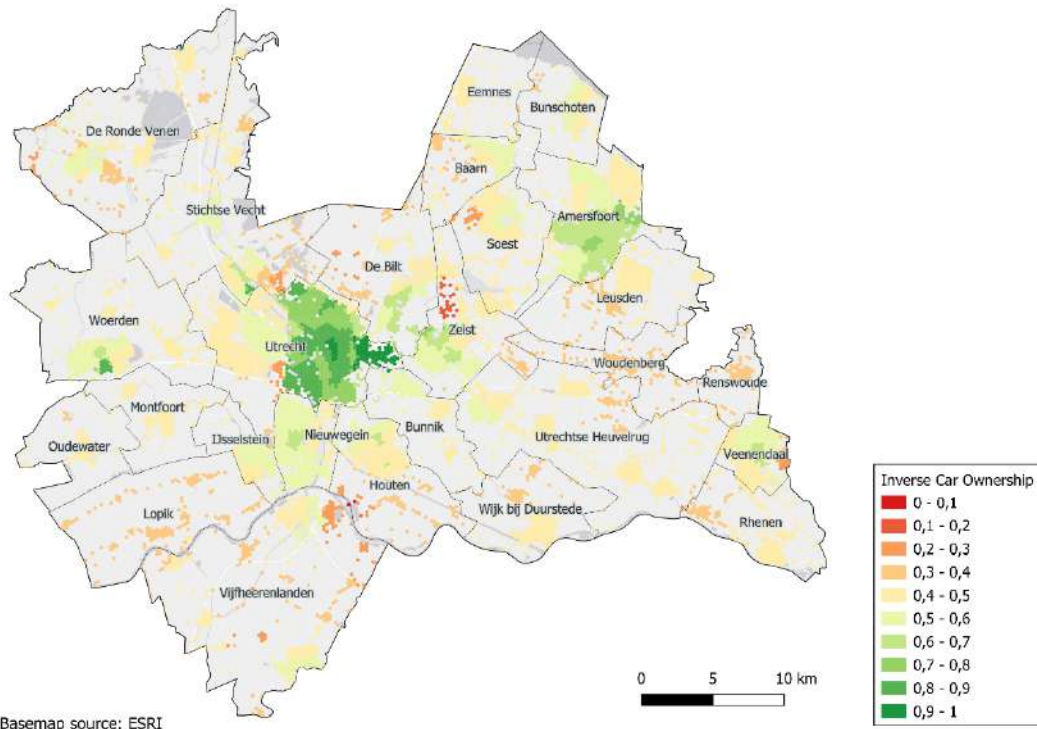 Eemnes
Bunschoten
De Ronde Venen
Baarn
Stichtse Vecht
Amersfoort
Soest
De Bilt
Leusden
Woerden
Zeist
Utrecht
Woudenberg
Renswoude
Montfoort
Oudewater
IJsselstein
Nieuwegein
Bunnik
Utrechtse Heuvelrug
Veenendaal
Houten
Lopik
Wijk bij Duurstede
Rhenen
Vijfheerenlanden
Inverse Car Ownership
0 - 0,1
0,1 - 0,2
0,2 - 0,3
0,3 - 0,4
0,4 - 0,5
0,5 - 0,6
0,6 - 0,7
0,7 - 0,8
0,8 - 0,9
0,9 - 1
0 5 10 km
Basemap source: ESRI